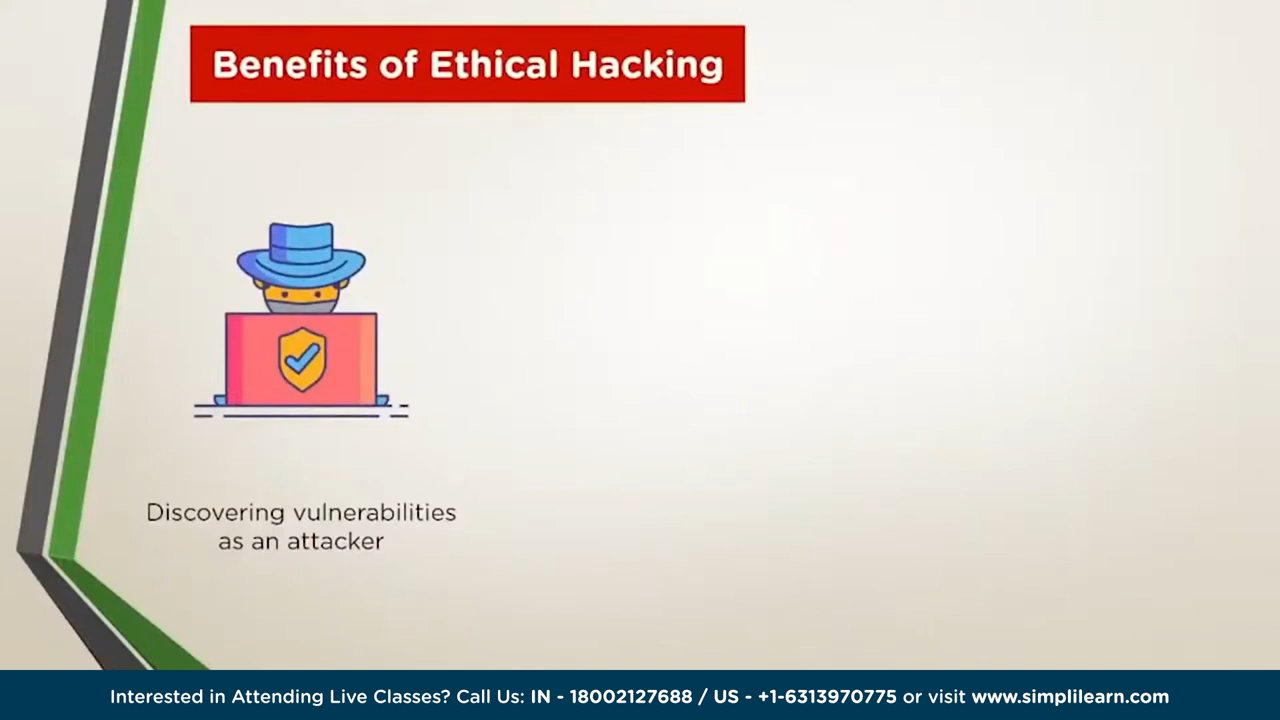 Benefits of Ethical Hacking
Discovering vulnerabilities
as an attacker
Interested in Attending Live Classes? Call Us: IN - 18002127688 / US - +1-6313970775 or visit www.simplilearn.com